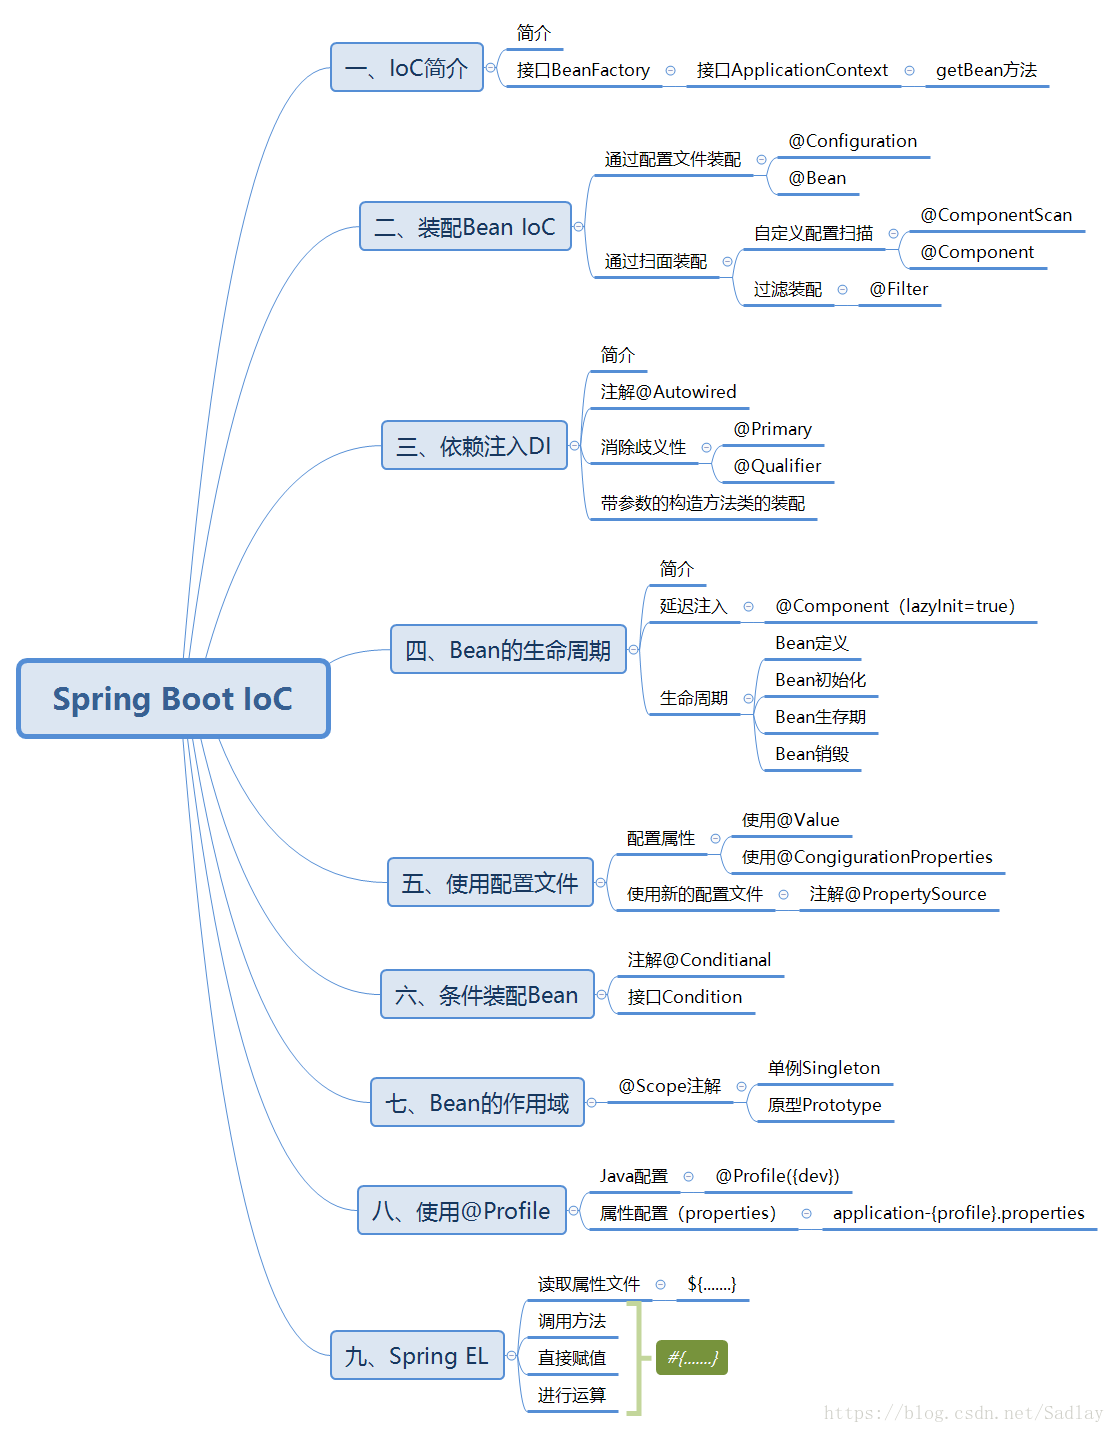 Spring Boot IoC
一、IoC简介
简介
接口BeanFactory
接口ApplicationContext
getBean方法
二、装配Bean IoC
通过配置文件装配
@Configuration
@Bean
通过扫面装配
自定义配置扫描
@ComponentScan
@Component
过滤装配
@Filter
三、依赖注入DI
简介
注解@Autowired
消除歧义性
@Primary
@Qualifier
带参数的构造方法类的装配
四、Bean的生命周期
简介
延迟注入
@Component（lazyInit=true）
生命周期
Bean定义
Bean初始化
Bean生存期
Bean销毁
五、使用配置文件
配置属性
使用@Value
使用@CongigurationProperties
使用新的配置文件
注解@PropertySource
六、条件装配Bean
注解@Conditianal
接口Condition
七、Bean的作用域
@Scope注解
单例Singleton
原型Prototype
八、使用@Profile
Java配置
@Profile({dev})
属性配置（properties）
application-{profile}.properties
九、Spring EL
读取属性文件
${.......}
调用方法
直接赋值
进行运算
#{.......}
https://blog.csdn.net/Sadlay